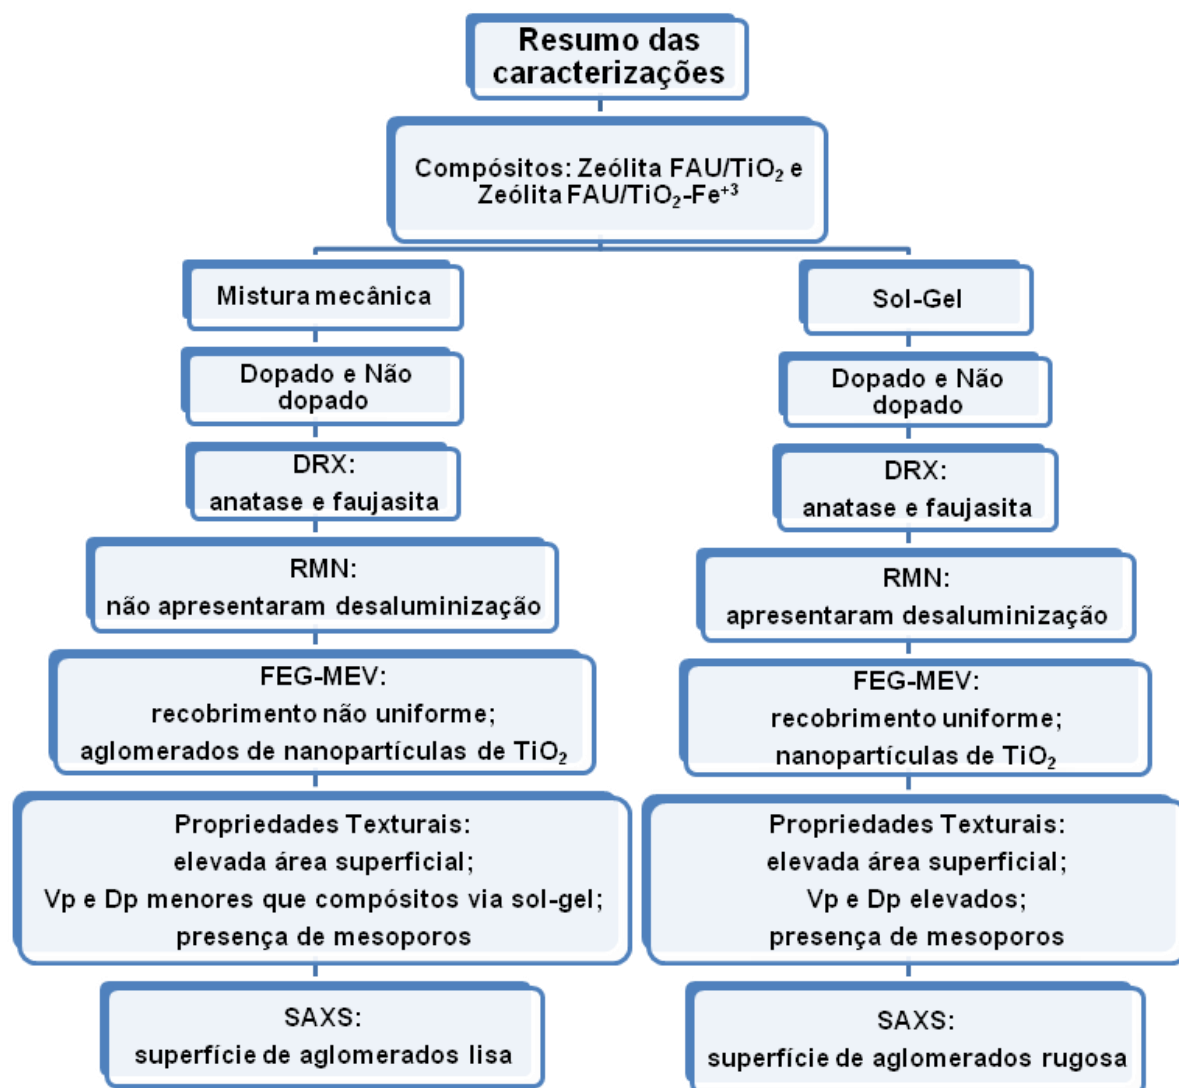 Resumo das
caracterizações
Compósitos: Zeólita FAU/TiO₂ e
Zeólita FAU/TiO₂-Fe⁺³
Mistura mecânica
Dopado e Não
dopado
DRX:
anatase e faujasita
RMN:
não apresentaram desaluminização
FEG-MEV:
recobrimento não uniforme;
aglomerados de nanopartículas de TiO₂
Propriedades Texturais:
elevada área superficial;
Vp e Dp menores que compósitos via sol-gel;
presença de mesoporos
SAXS:
superfície de aglomerados lisa
Sol-Gel
Dopado e Não
dopado
DRX:
anatase e faujasita
RMN:
apresentaram desaluminização
FEG-MEV:
recobrimento uniforme;
nanopartículas de TiO₂
Propriedades Texturais:
elevada área superficial;
Vp e Dp elevados;
presença de mesoporos
SAXS:
superfície de aglomerados rugosa